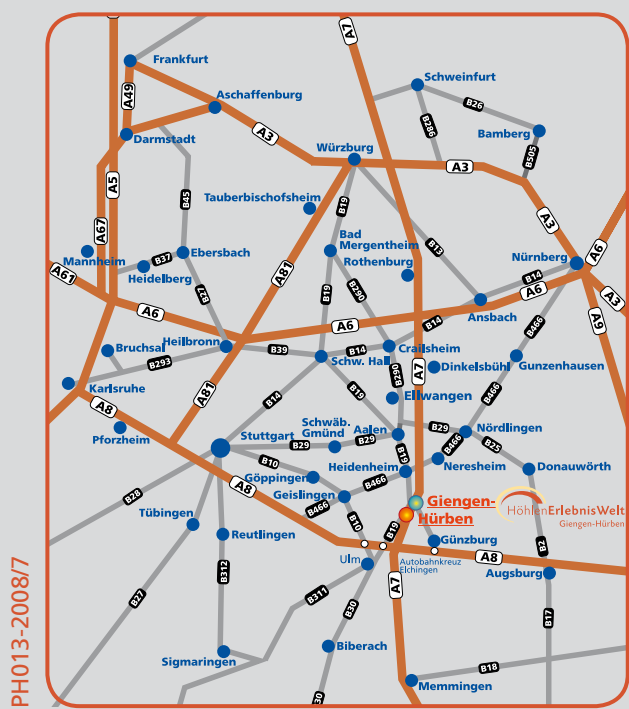 A7
Frankfurt
Schweinfurt
A49
Aschaffenburg
B26
B286
Bamberg
Darmstadt
A3
B505
Würzburg
A3
A5
B45
B19
Tauberbischofsheim
A3
A67
B13
Bad
Mergentheim
Nürnberg
A6
Mannheim
B37
Ebersbach
Rothenburg
A61
Heidelberg
A81
B14
B27
B19
B290
A6
A3
A6
Ansbach
A6
B14
A9
B466
Bruchsal
Heilbronn
B39
B14
Crailsheim
B293
Schw. Hall
Dinkelsbühl
Gunzenhausen
B290
A7
Karlsruhe
B19
B466
Ellwangen
A81
B14
A8
Pforzheim
Stuttgart
Schwäb.
Gmünd
Aalen
B29
Nördlingen
B29
B29
B466
B25
B10
B19
Heidenheim
Neresheim
Donauwörth
Göppingen
B28
A8
Geislingen
B466
Giengen-
Hürben
HöhlenErlebnisWelt
Giengen-Hürben
B466
Tübingen
B10
B19
Reutlingen
Günzburg
B2
Ulm
Autobahnkreuz
Elchingen
A8
B312
A7
Augsburg
B27
B311
B30
B17
Biberach
Sigmaringen
B18
Memmingen
B30
PH013-2008/7